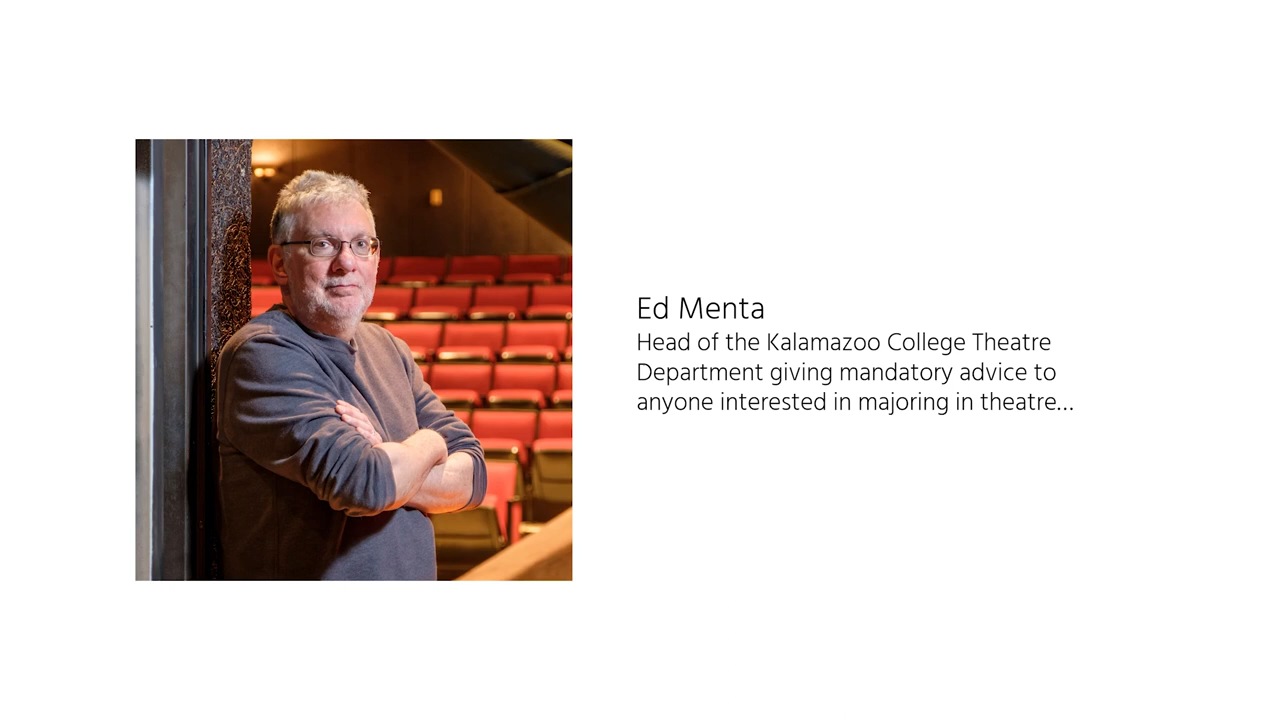 Ed Menta
Head of the Kalamazoo College Theatre
Department giving mandatory advice to
anyone interested in majoring in theatre...